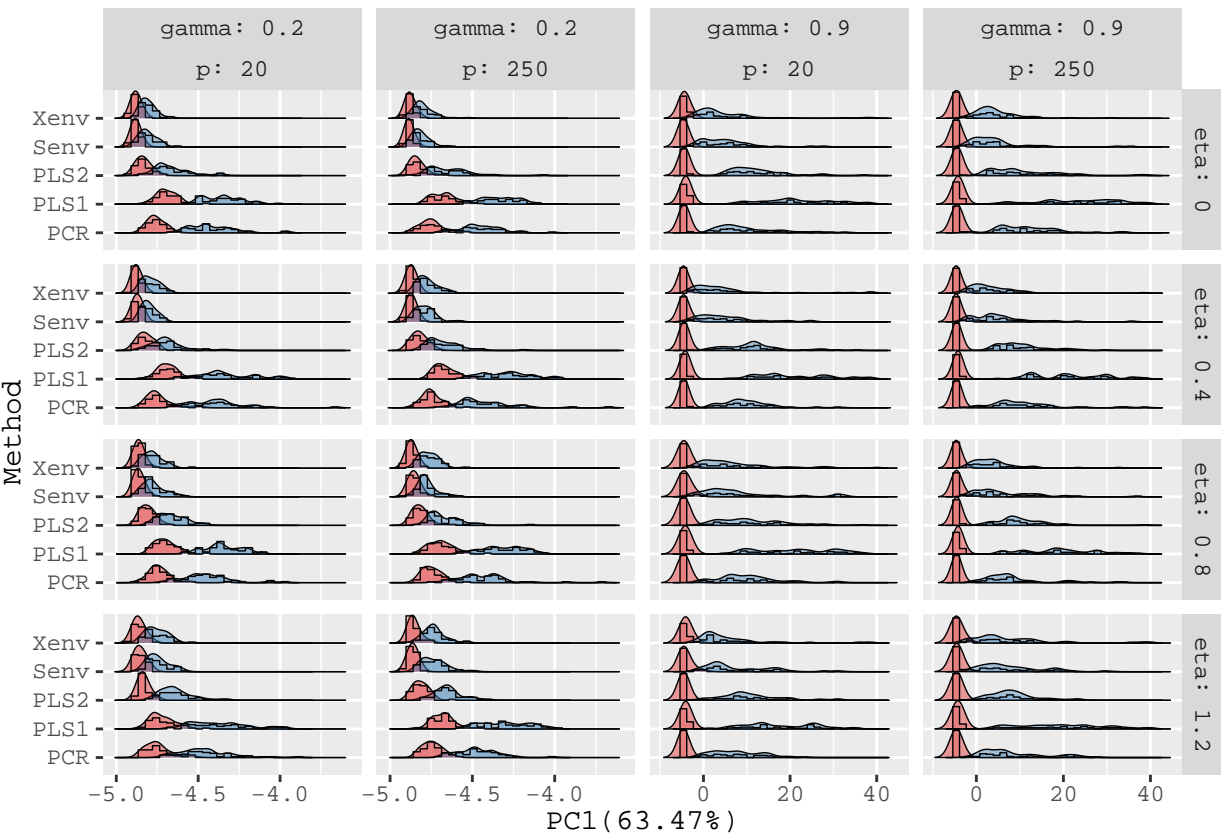 gamma: 0.2 gamma: 0.2 gamma: 0.9 gamma: 0.9
p: 20 p: 250 p: 20 p: 250
Xenv
Senv
PLS2
PLS1
PCR
eta: 0
Xenv
Senv
PLS2
PLS1
PCR
eta: 0.4
Method
Xenv
Senv
PLS2
PLS1
PCR
eta: 0.8
Xenv
Senv
PLS2
PLS1
PCR
eta: 1.2
−5.0 −4.5 −4.0 −5.0 −4.5 −4.0 0 20 40 0 20 40
PC1(63.47%)